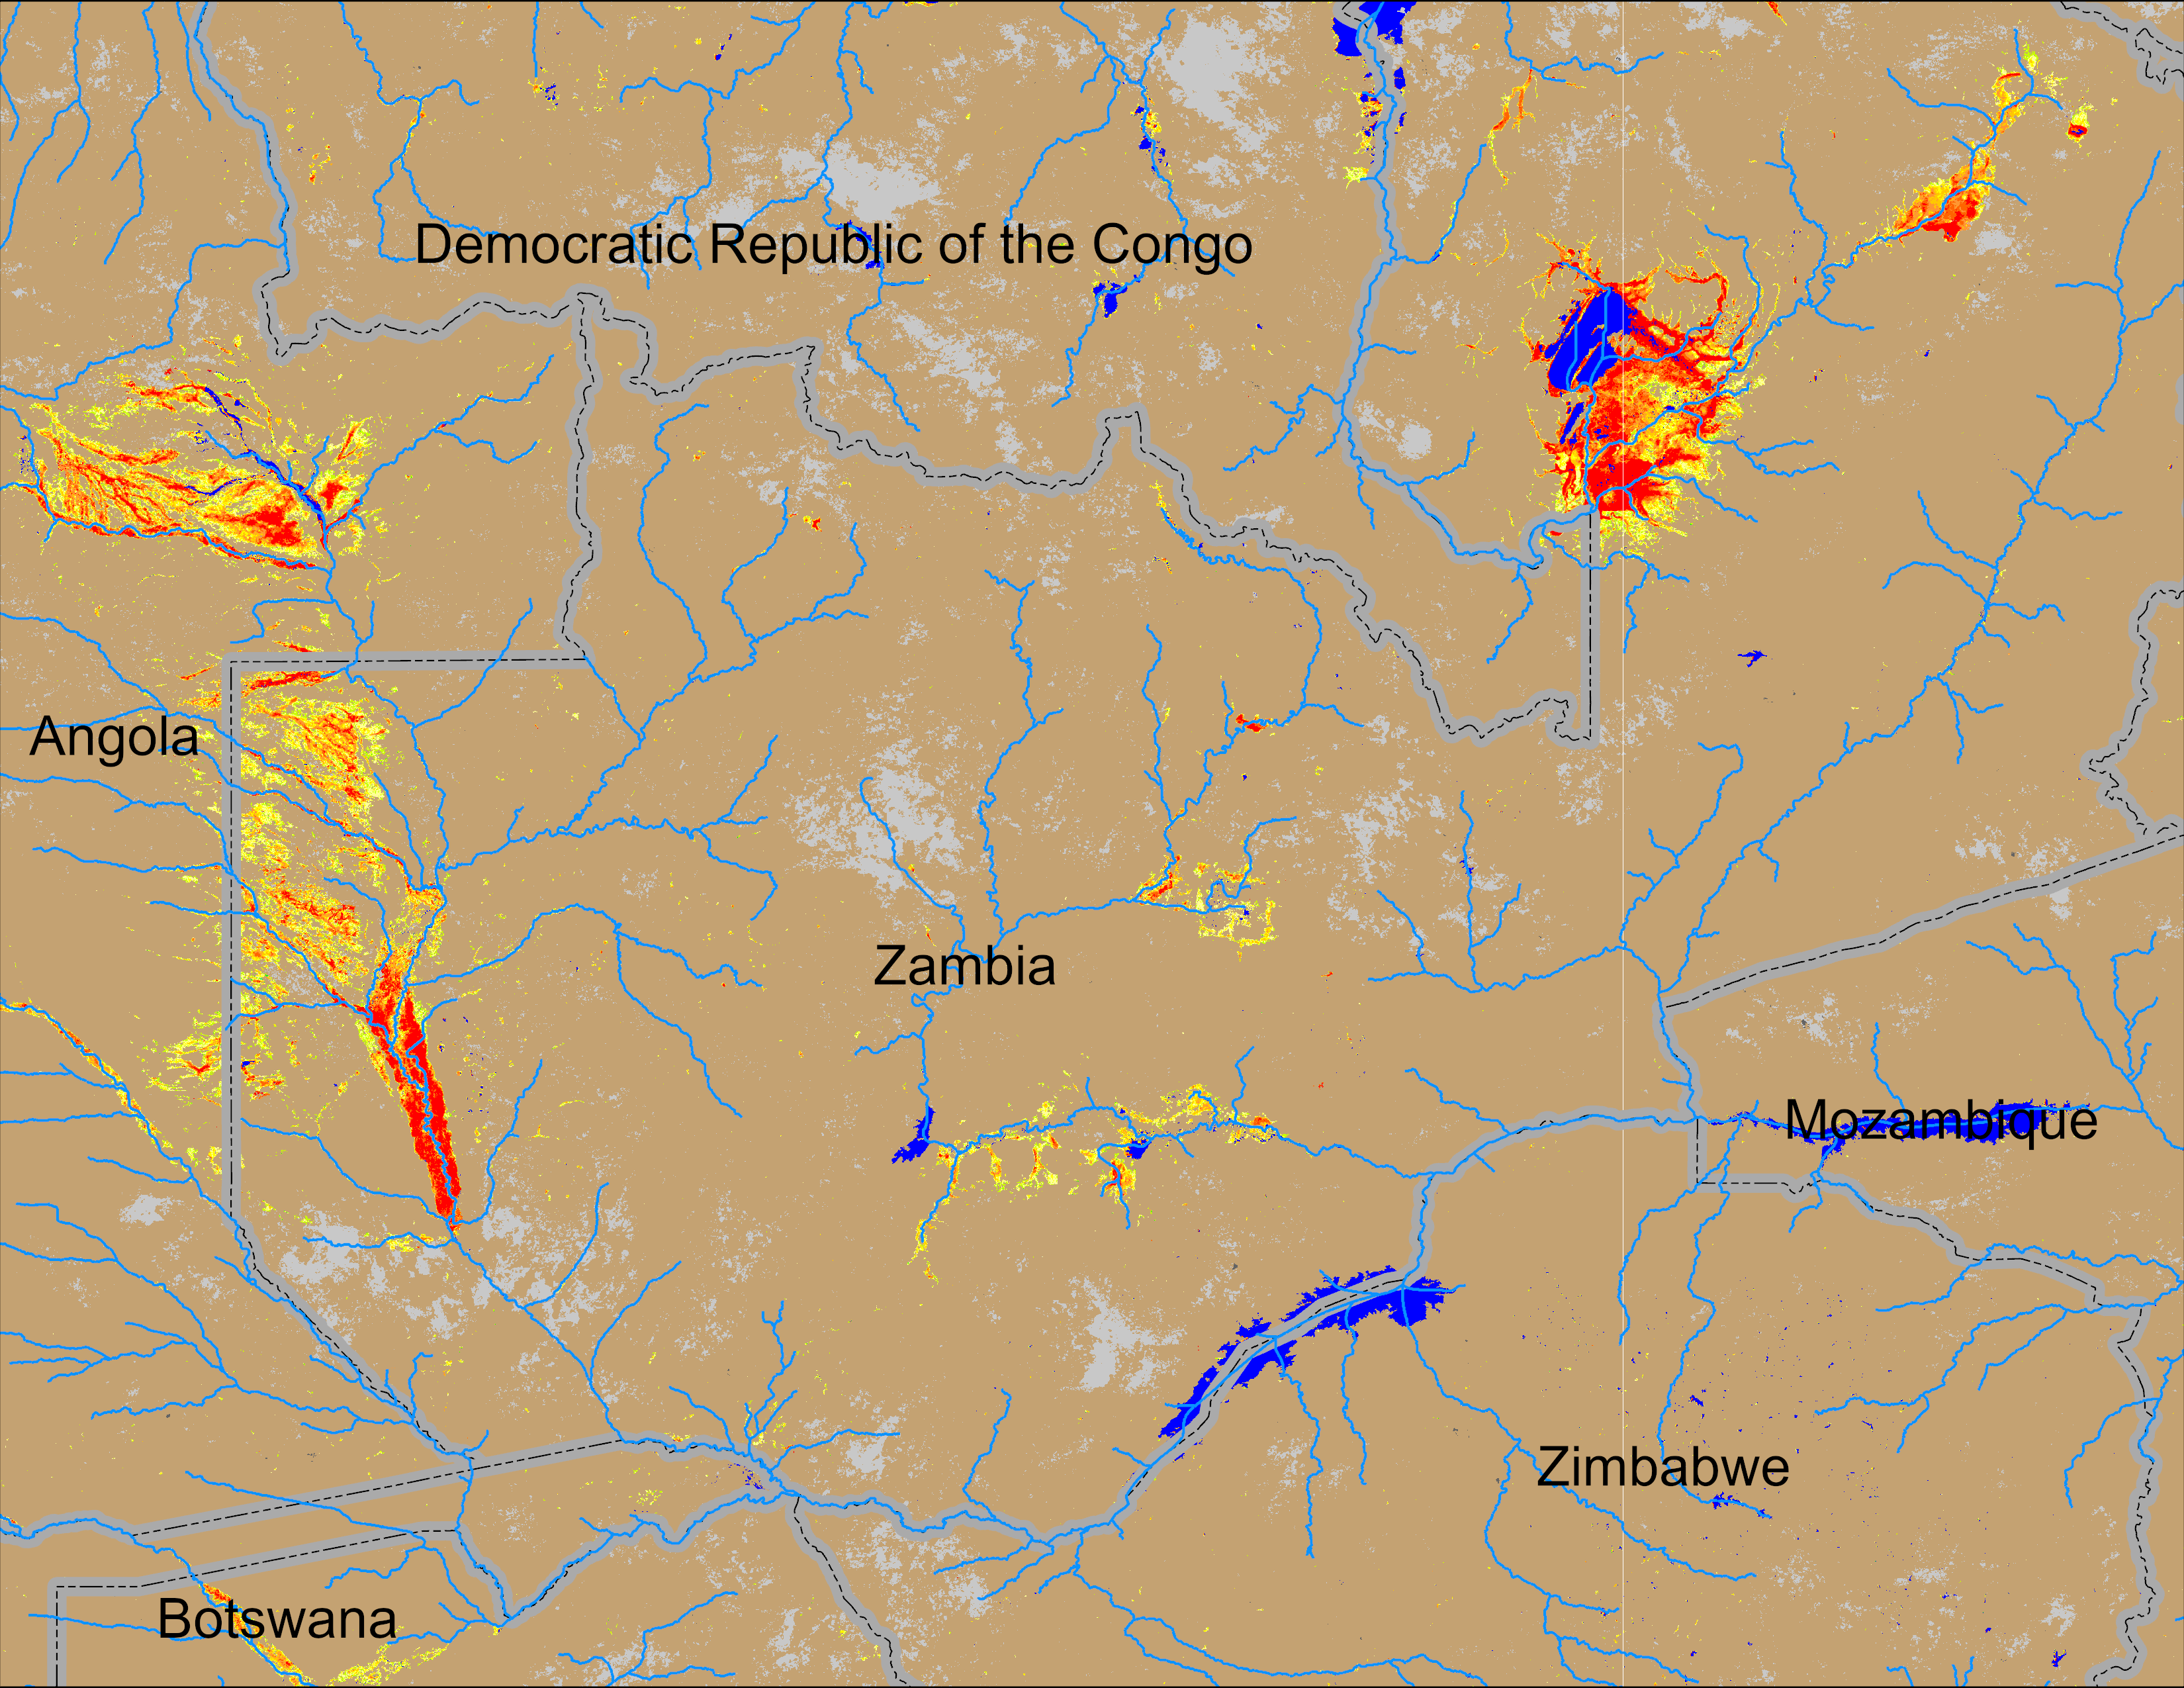 Democratic Republic of the Congo
Angola
Zambia
Mozambique
Zimbabwe
Botswana